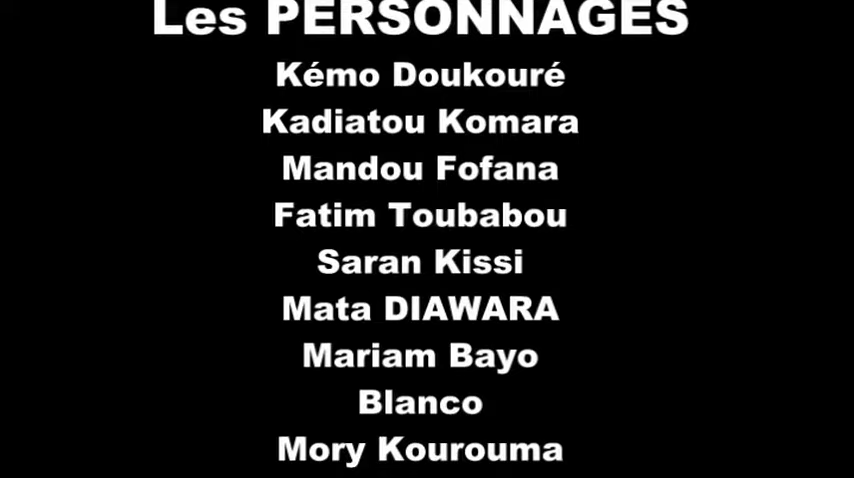 Les PERSONNAGES
Kémo Doukouré
Kadiatou Komara
Mandou Fofana
Fatim Toubabou
Saran Kissi
Mata DIAWARA
Mariam Bayo
Blanco
Mory Kourouma